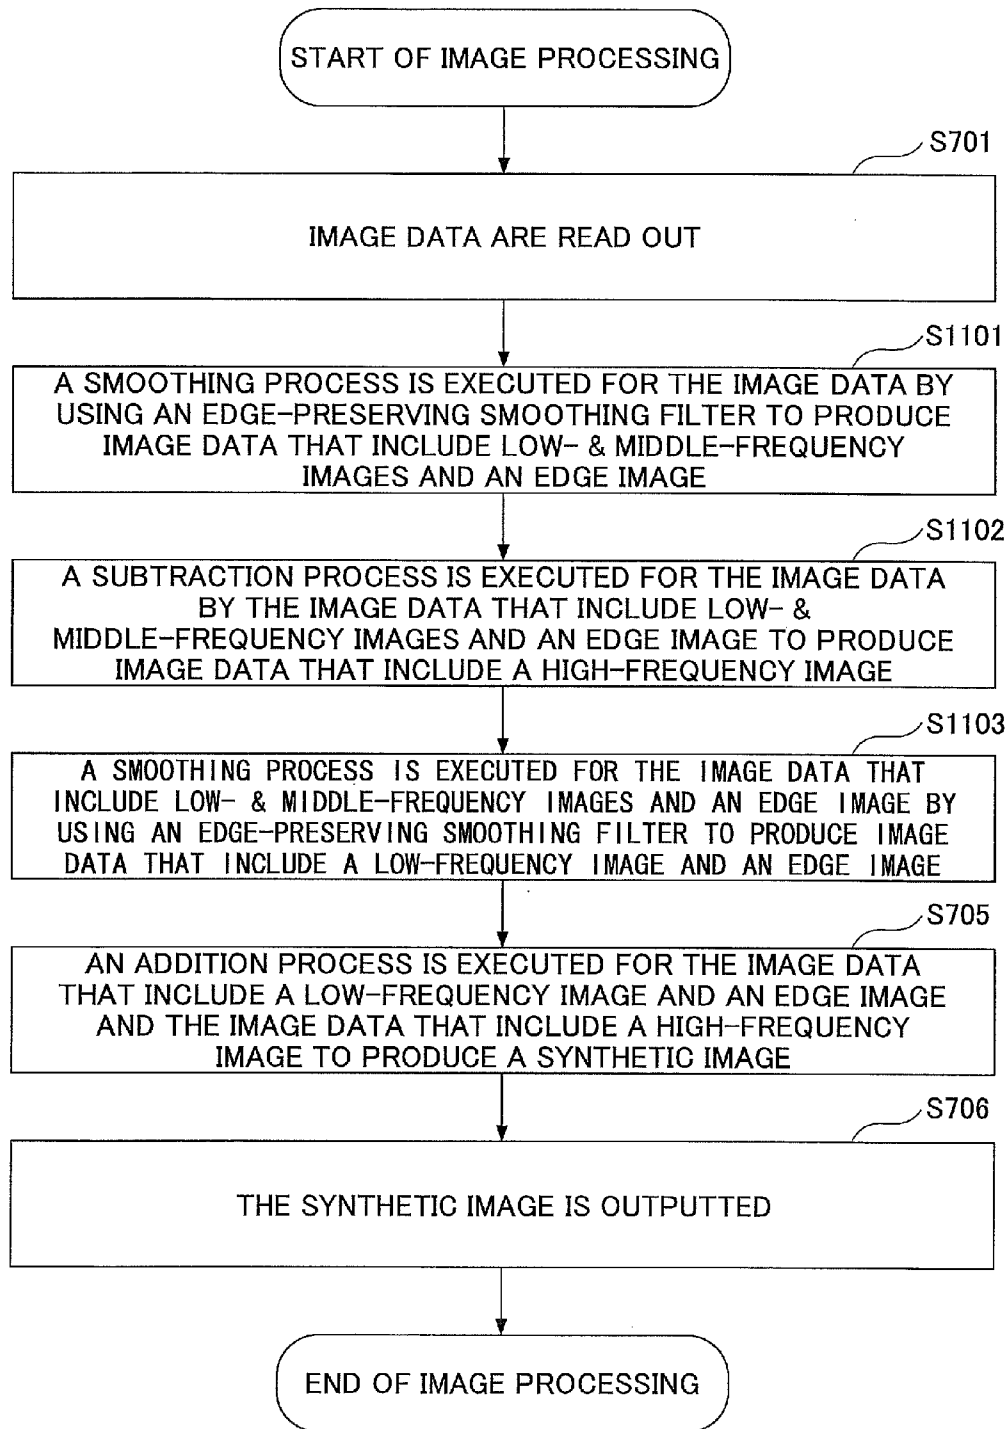 START OF IMAGE PROCESSING
S701
IMAGE DATA ARE READ OUT
S1101
A SMOOTHING PROCESS IS EXECUTED FOR THE IMAGE DATA BY
USING AN EDGE-PRESERVING SMOOTHING FILTER TO PRODUCE
IMAGE DATA THAT INCLUDE LOW- & MIDDLE-FREQUENCY
IMAGES AND AN EDGE IMAGE
S1102
A SUBTRACTION PROCESS IS EXECUTED FOR THE IMAGE DATA
BY THE IMAGE DATA THAT INCLUDE LOW- &
MIDDLE-FREQUENCY IMAGES AND AN EDGE IMAGE TO PRODUCE
IMAGE DATA THAT INCLUDE A HIGH-FREQUENCY IMAGE
S1103
A SMOOTHING PROCESS IS EXECUTED FOR THE IMAGE DATA THAT
INCLUDE LOW- & MIDDLE-FREQUENCY IMAGES AND AN EDGE IMAGE BY
USING AN EDGE-PRESERVING SMOOTHING FILTER TO PRODUCE IMAGE
DATA THAT INCLUDE A LOW-FREQUENCY IMAGE AND AN EDGE IMAGE
S705
AN ADDITION PROCESS IS EXECUTED FOR THE IMAGE DATA
THAT INCLUDE A LOW-FREQUENCY IMAGE AND AN EDGE IMAGE
AND THE IMAGE DATA THAT INCLUDE A HIGH-FREQUENCY
IMAGE TO PRODUCE A SYNTHETIC IMAGE
S706
THE SYNTHETIC IMAGE IS OUTPUTTED
END OF IMAGE PROCESSING